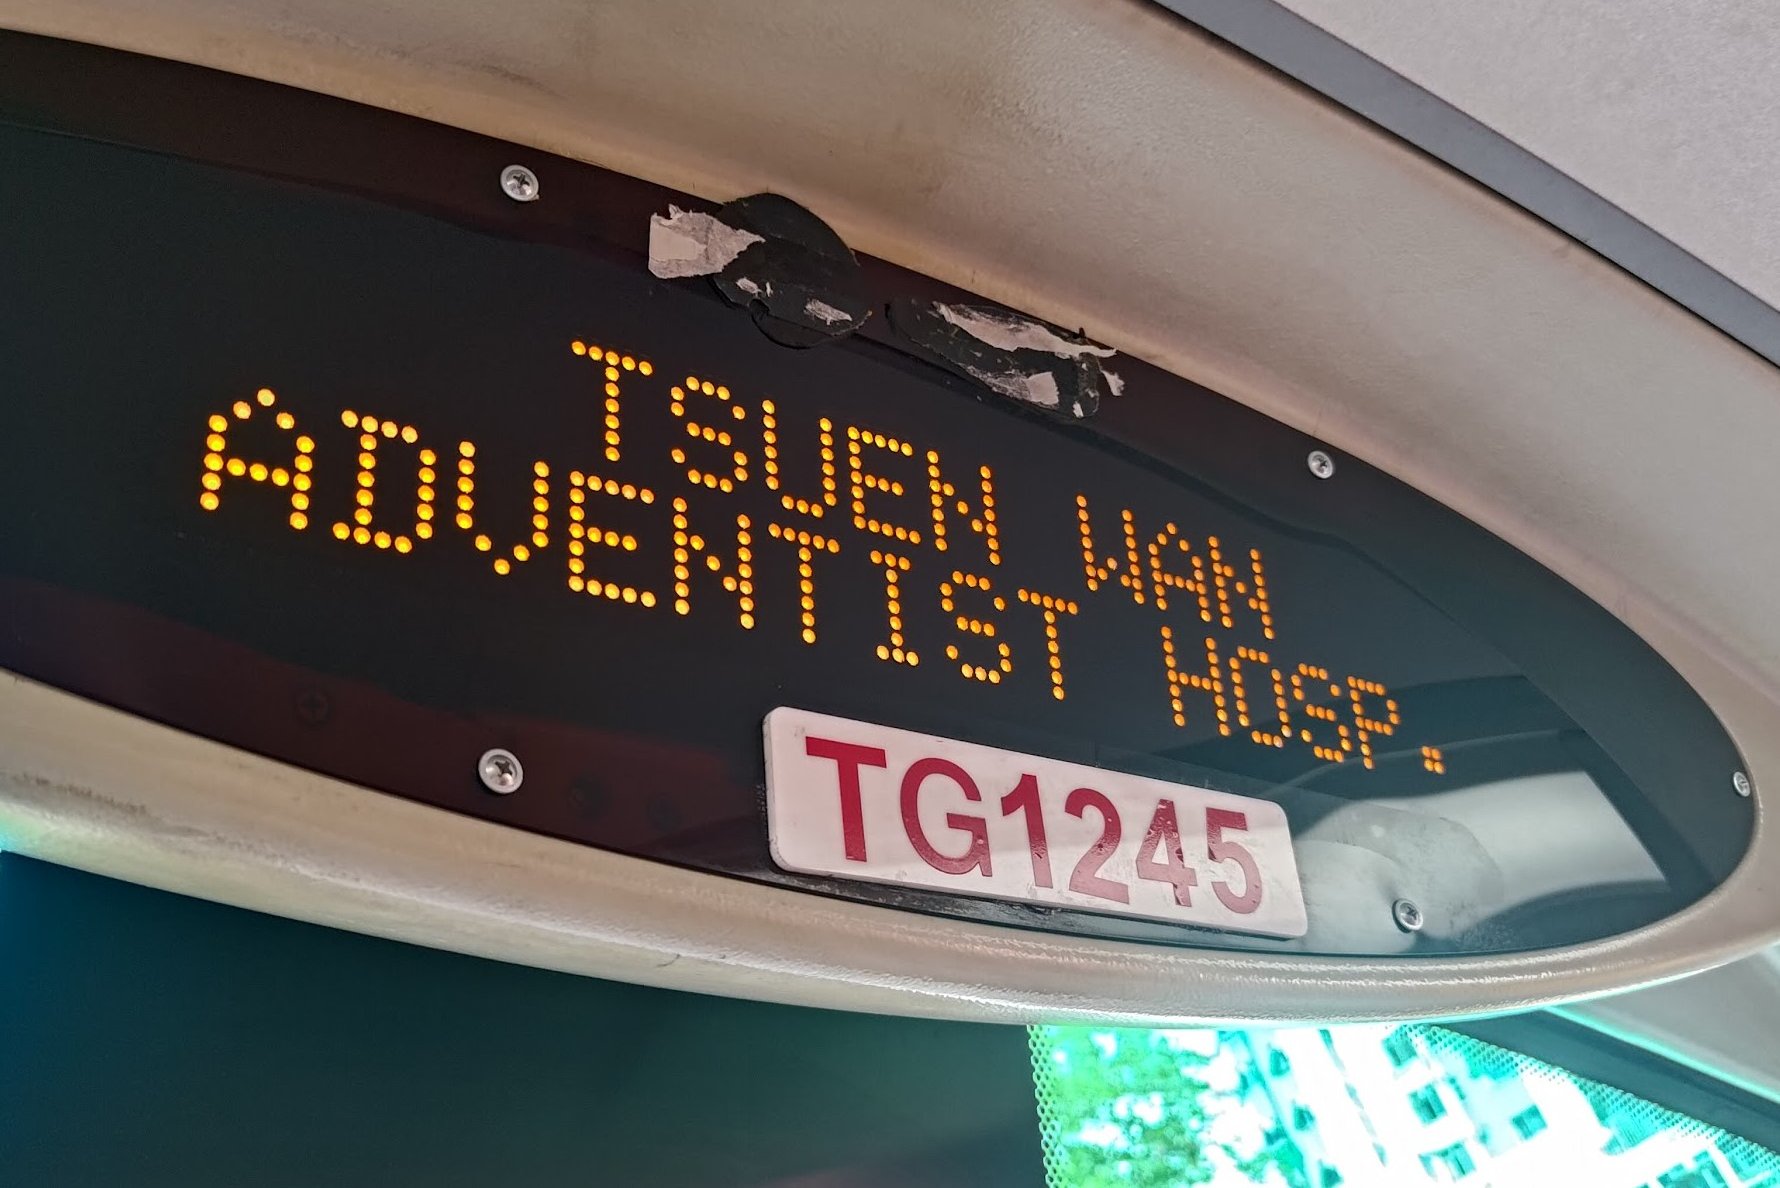 TSUEN WAN
ADVENTIST HOSP.
TG1245